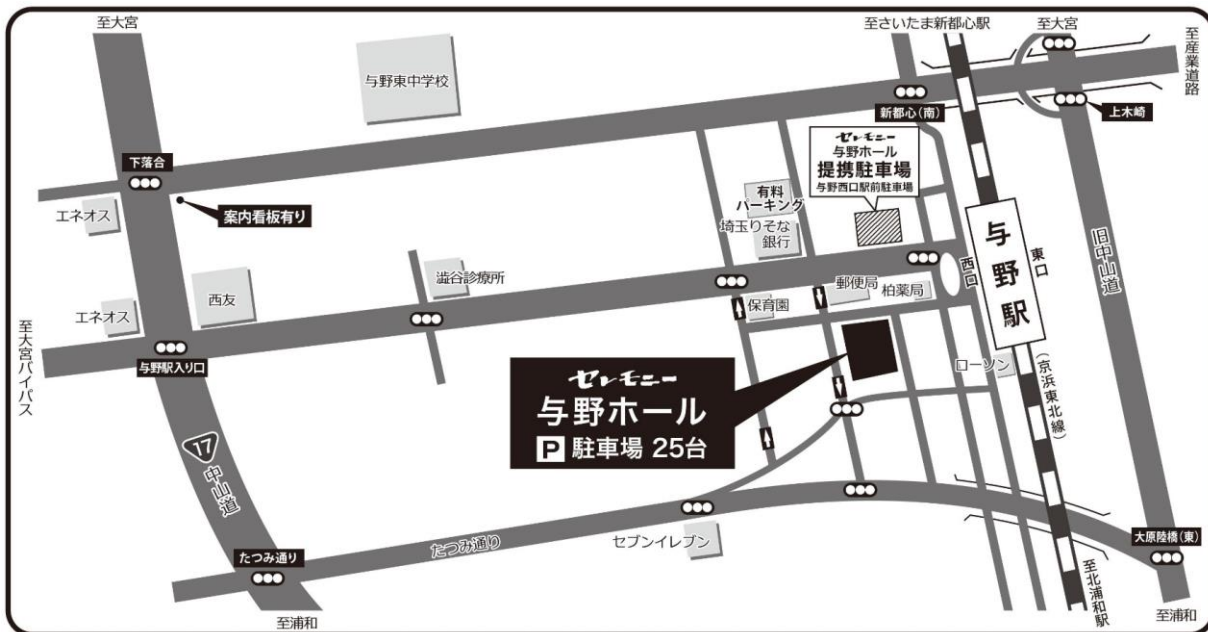 至大宮
至さいたま新都心駅
至大宮
至産業道路
与野東中学校
新都心(南)
上木崎
下落合
セレモニー
与野ホール
提携駐車場
与野西口駅前駐車場
有料
パーキング
エネオス
案内看板有り
埼玉りそな
銀行
与野駅
西口
東口
旧中山道
澁谷診療所
西友
郵便局
柏薬局
保育園
エネオス
至大宮バイパス
与野駅入り口
ローソン
(京浜東北線)
セレモニー
与野ホール
P 駐車場 25台
17
中山道
たつみ通り
セブンイレブン
たつみ通り
大原陸橋(東)
至北浦和駅
至浦和
至浦和